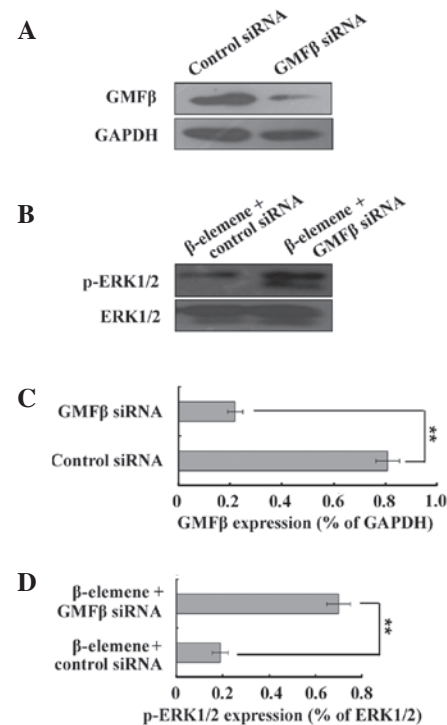 A
Control siRNA
GMFβ siRNA
GMFβ
GAPDH
B
β-elemene +
control siRNA
β-elemene +
GMFβ siRNA
p-ERK1/2
ERK1/2
C
GMFβ siRNA
Control siRNA
**
0 0.2 0.4 0.6 0.8 1.0
GMFβ expression (% of GAPDH)
D
β-elemene +
GMFβ siRNA
β-elemene +
control siRNA
**
0 0.2 0.4 0.6 0.8
p-ERK1/2 expression (% of ERK1/2)